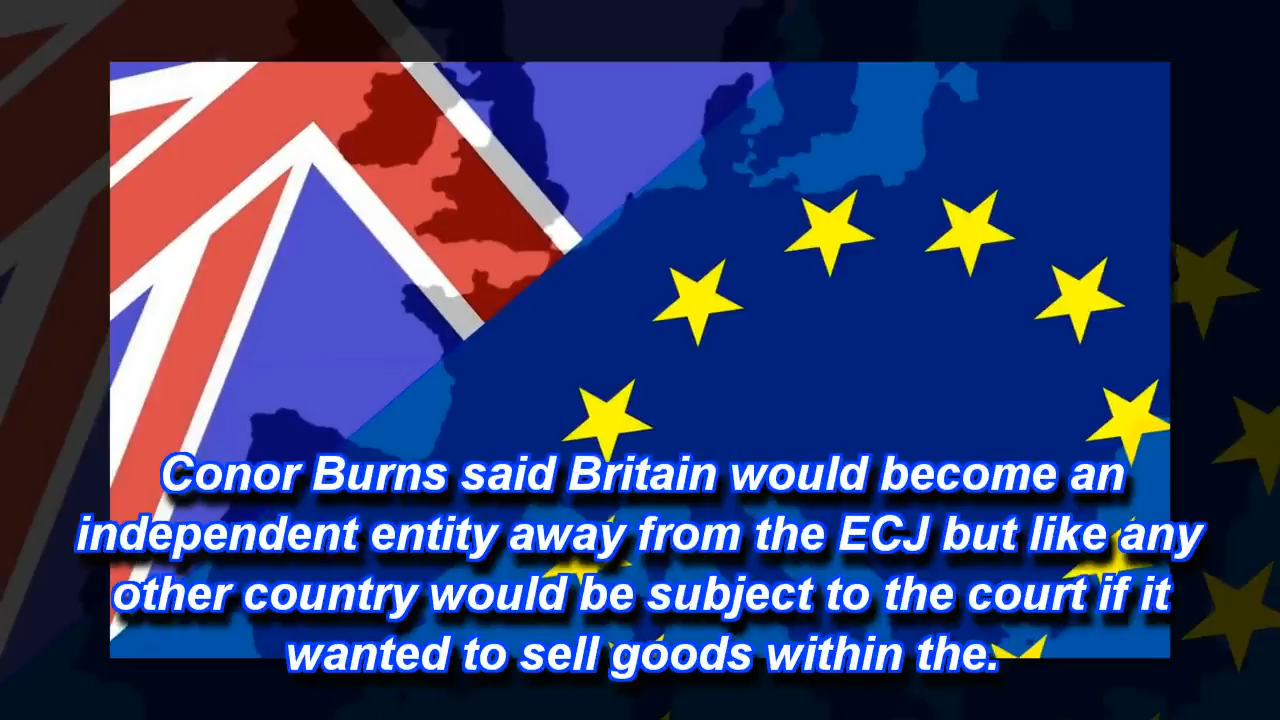 Conor Burns said Britain would become an
independent entity away from the ECJ but like any
other country would be subject to the court if it
wanted to sell goods within the.